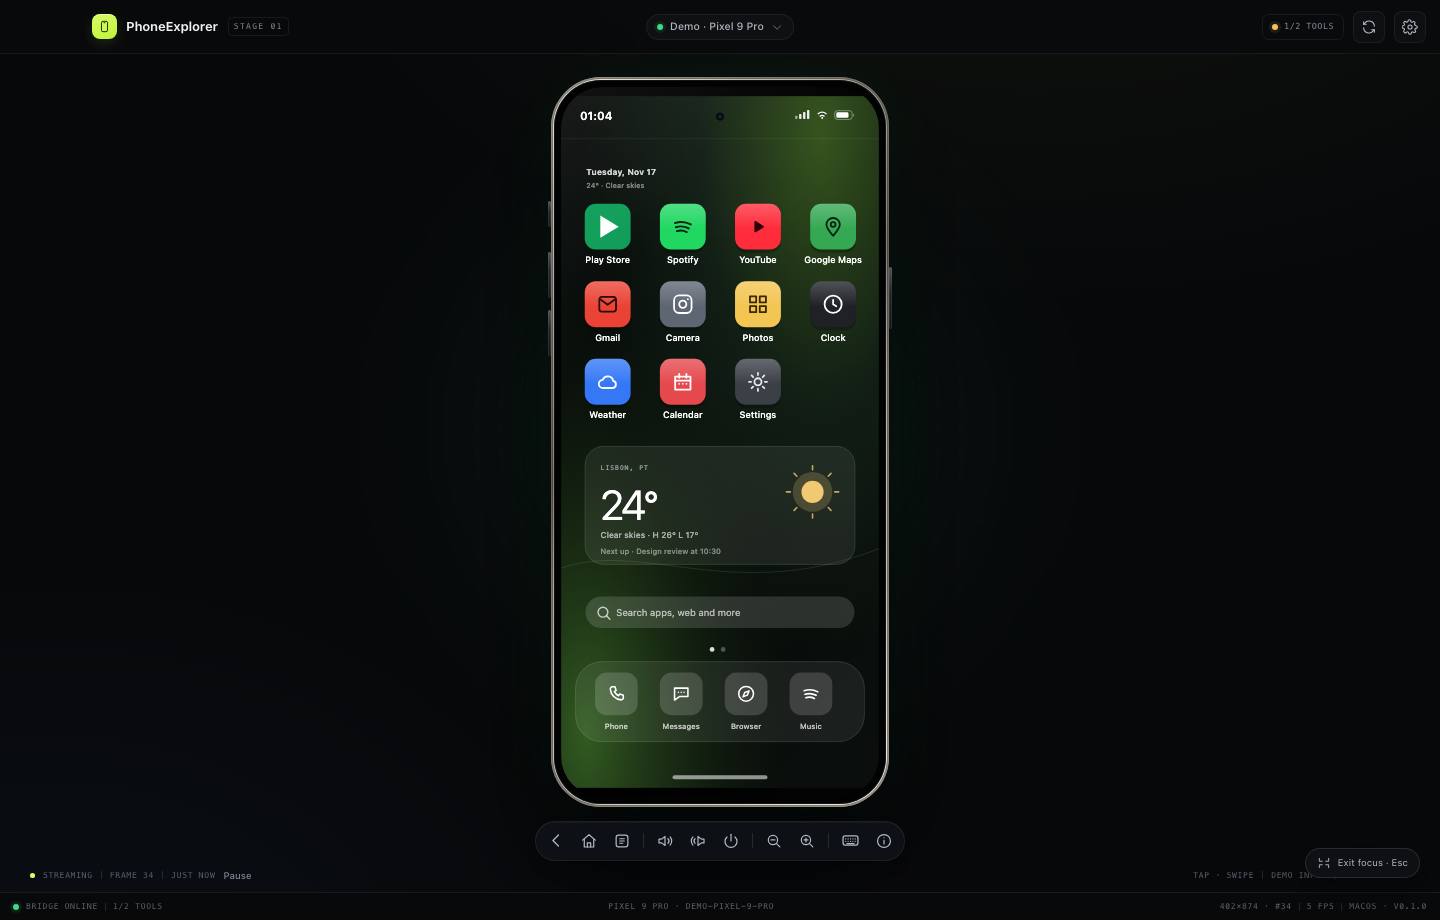 PhoneExplorer
STAGE 01
Demo · Pixel 9 Pro
1/2 TOOLS
01:04
Tuesday, Nov 17
24° · Clear skies
Play Store
Spotify
YouTube
Google Maps
Gmail
Camera
Photos
Clock
Weather
Calendar
Settings
LISBON, PT
24°
Clear skies · H 26° L 17°
Next up · Design review at 10:30
Search apps, web and more
Phone
Messages
Browser
Music
STREAMING | FRAME 34 | JUST NOW Pause
TAP · SWIPE | DEMO
Exit focus · Esc
BRIDGE ONLINE | 1/2 TOOLS
PIXEL 9 PRO · DEMO-PIXEL-9-PRO
402×874 · #34 | 5 FPS | MACOS · V0.1.0